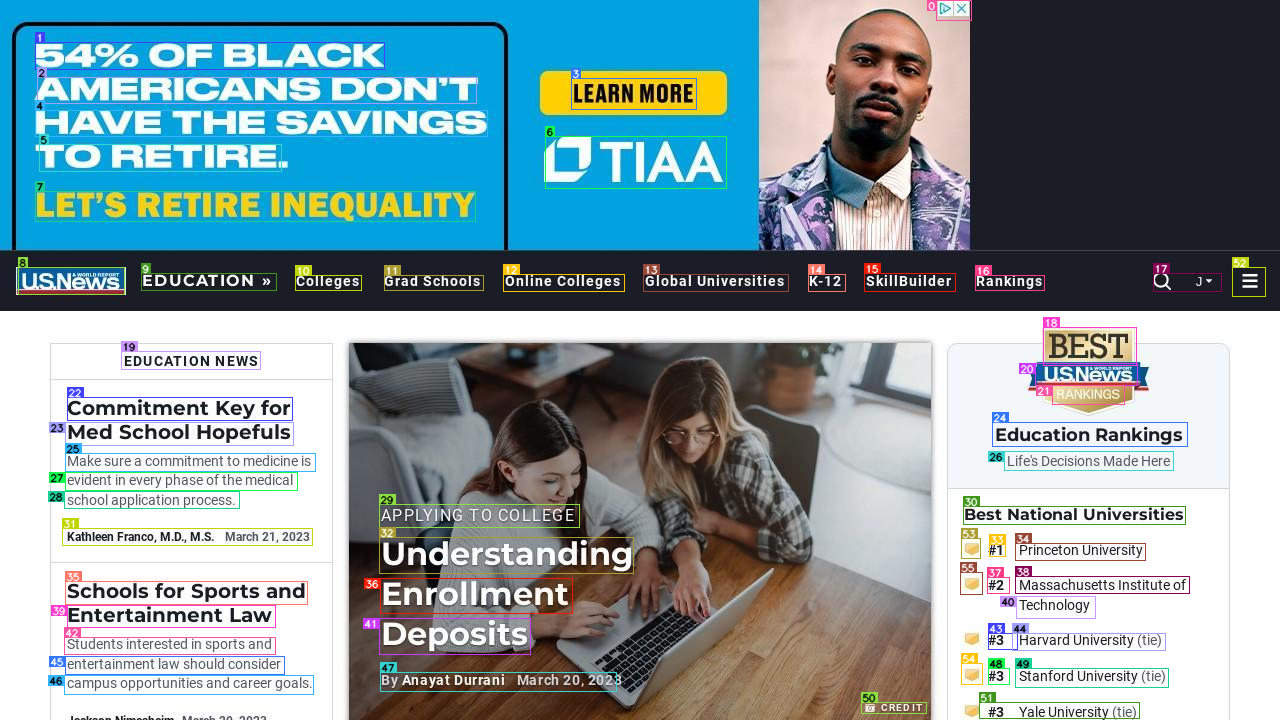 54% OF BLACK
AMERICANS DON'T
HAVE THE SAVINGS
TO RETIRE.
LET'S RETIRE INEQUALITY
LEARN MORE
TIAA
U.S.News & WORLD REPORT
EDUCATION »
Colleges
Grad Schools
Online Colleges
Global Universities
K-12
SkillBuilder
Rankings
J
EDUCATION NEWS
Commitment Key for
Med School Hopefuls
Make sure a commitment to medicine is
evident in every phase of the medical
school application process.
Kathleen Franco, M.D., M.S. March 21, 2023
Schools for Sports and
Entertainment Law
Students interested in sports and
entertainment law should consider
campus opportunities and career goals.
Jackson Nimesheim March 20, 2023
APPLYING TO COLLEGE
Understanding
Enrollment
Deposits
By Anayat Durrani March 20, 2023
CREDIT
BEST
U.S.News & WORLD REPORT
RANKINGS
Education Rankings
Life's Decisions Made Here
Best National Universities
#1 Princeton University
#2 Massachusetts Institute of
Technology
#3 Harvard University (tie)
#3 Stanford University (tie)
#3 Yale University (tie)